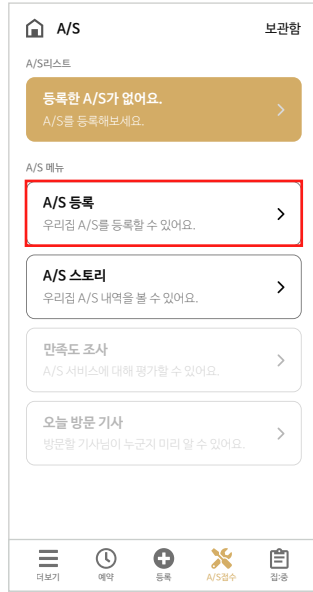 A/S 보관함
A/S리스트
등록한 A/S가 없어요.
A/S를 등록해보세요.
A/S 메뉴
A/S 등록
우리집 A/S를 등록할 수 있어요.
A/S 스토리
우리집 A/S 내역을 볼 수 있어요.
만족도 조사
A/S 서비스에 대해 평가할 수 있어요.
오늘 방문 기사
방문할 기사님이 누군지 미리 알 수 있어요.
더보기 예약 등록 A/S접수 집:중